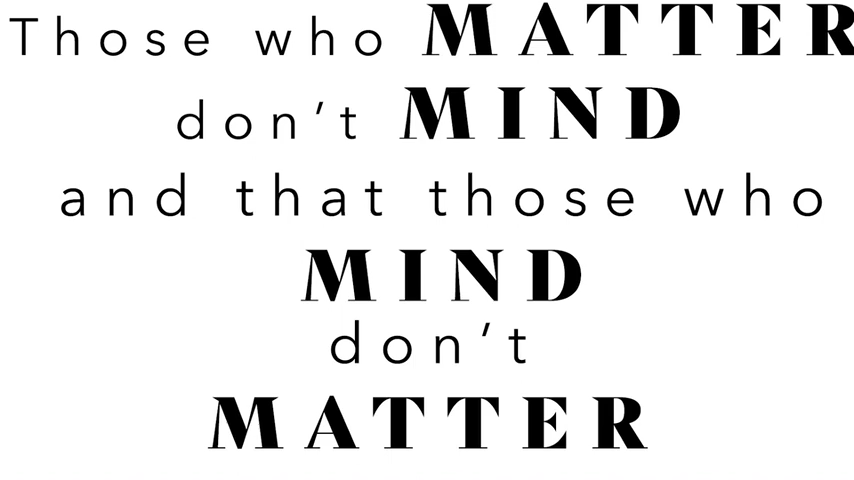 Those who MATTER
don’t MIND
and that those who
MIND
don’t
MATTER